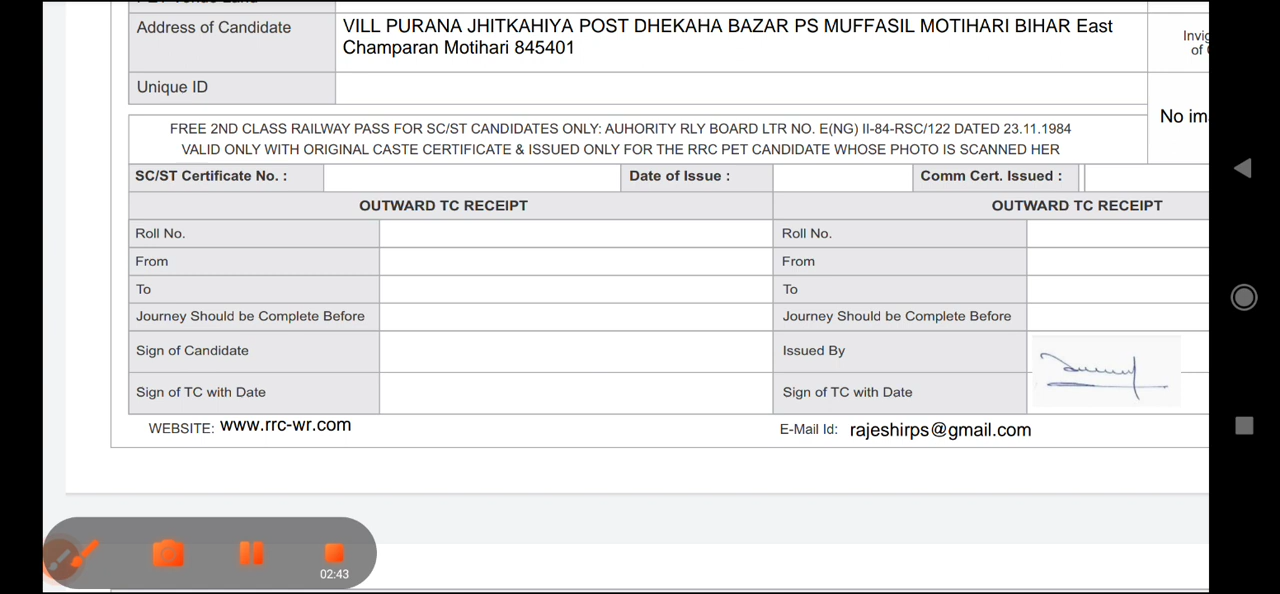 Address of Candidate
VILL PURANA JHITKAHIYA POST DHEKAHA BAZAR PS MUFFASIL MOTIHARI BIHAR East
Champaran Motihari 845401
Unique ID
No im
FREE 2ND CLASS RAILWAY PASS FOR SC/ST CANDIDATES ONLY: AUHORITY RLY BOARD LTR NO. E(NG) II-84-RSC/122 DATED 23.11.1984
VALID ONLY WITH ORIGINAL CASTE CERTIFICATE & ISSUED ONLY FOR THE RRC PET CANDIDATE WHOSE PHOTO IS SCANNED HER
SC/ST Certificate No. : Date of Issue : Comm Cert. Issued :
OUTWARD TC RECEIPT OUTWARD TC RECEIPT
Roll No. Roll No.
From From
To To
Journey Should be Complete Before Journey Should be Complete Before
Sign of Candidate Issued By
Sign of TC with Date Sign of TC with Date
WEBSITE: www.rrc-wr.com E-Mail Id: rajeshirps@gmail.com
02:43